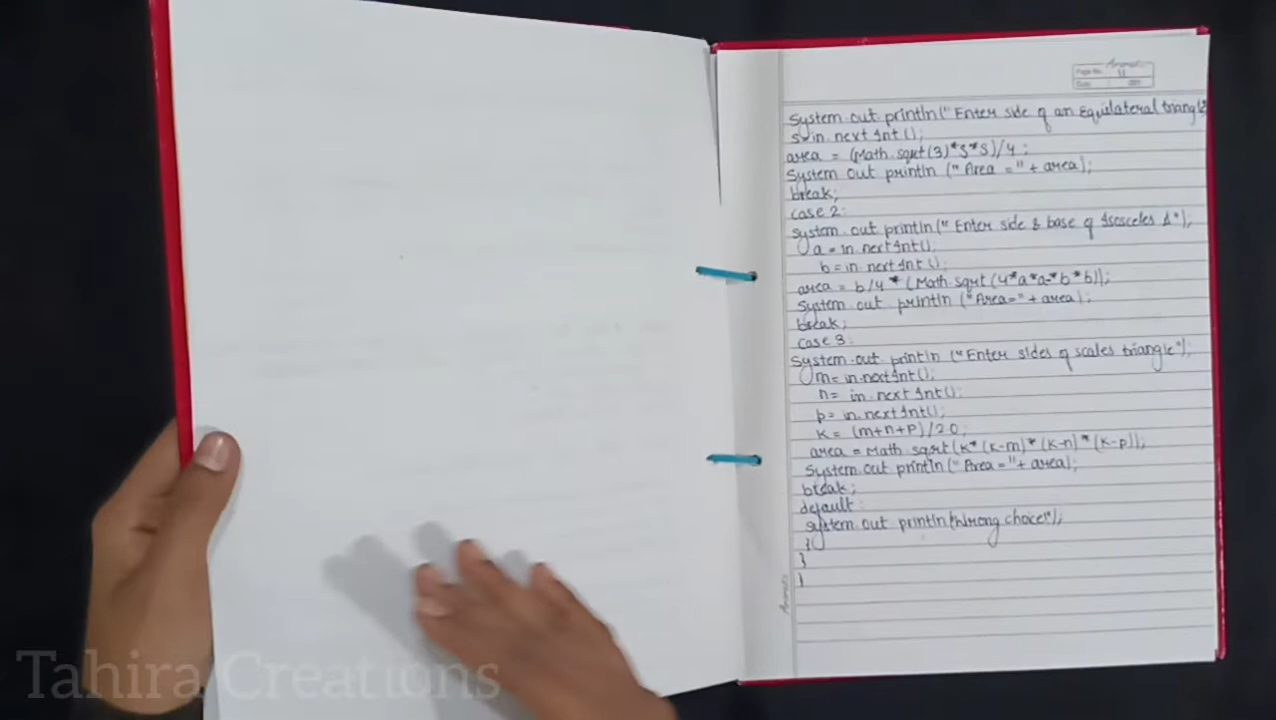 Page No. 11
Date
System.out.println("Enter side of an Equilateral triangle
s=in.nextInt();
area = (Math.sqrt(3)*s*s)/4;
System.out.println("Area ="+area);
break;
case 2:
System.out.println("Enter side & base of Isosceles Δ");
a=in.nextInt();
b=in.nextInt();
area = b/4*(Math.sqrt(4*a*a-*b*b));
System.out.println("Area="+area);
break;
case 3:
System.out.println("Enter sides of scales triangle");
m=in.nextInt();
n=in.nextInt();
p=in.nextInt();
k=(m+n+p)/2.0;
area=Math.sqrt(k*(k-m)*(k-n)*(k-p));
System.out.println("Area="+area);
break;
default:
System.out.println("Wrong choice!");
}
}
}
Tahira Creations